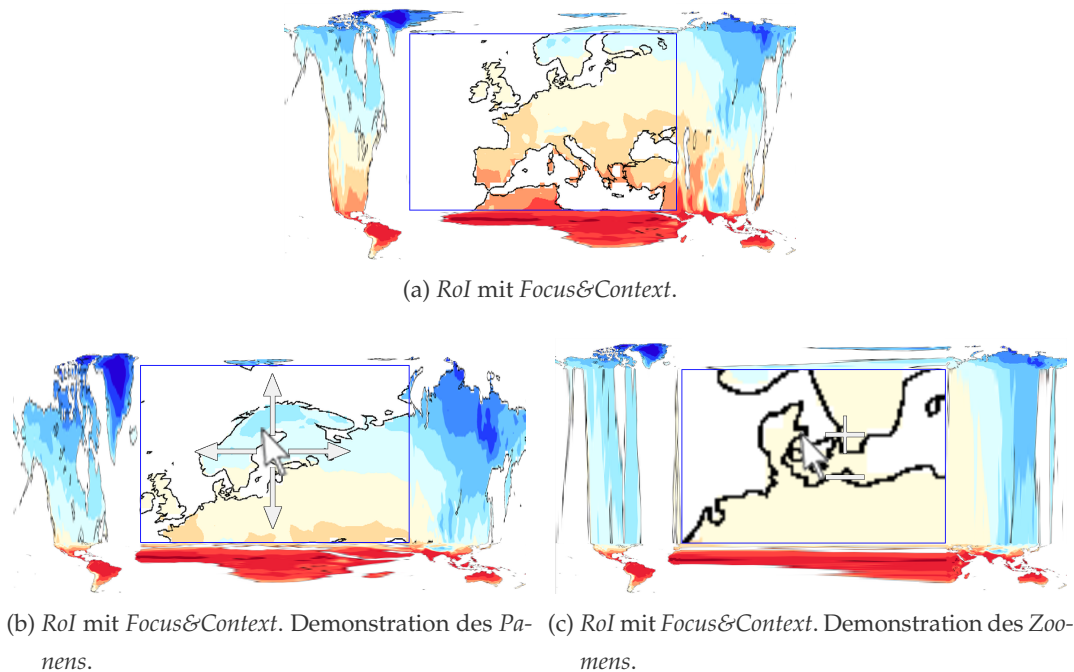 (a) RoI mit Focus&Context.
(b) RoI mit Focus&Context. Demonstration des Pa-
nens.
(c) RoI mit Focus&Context. Demonstration des Zoo-
mens.